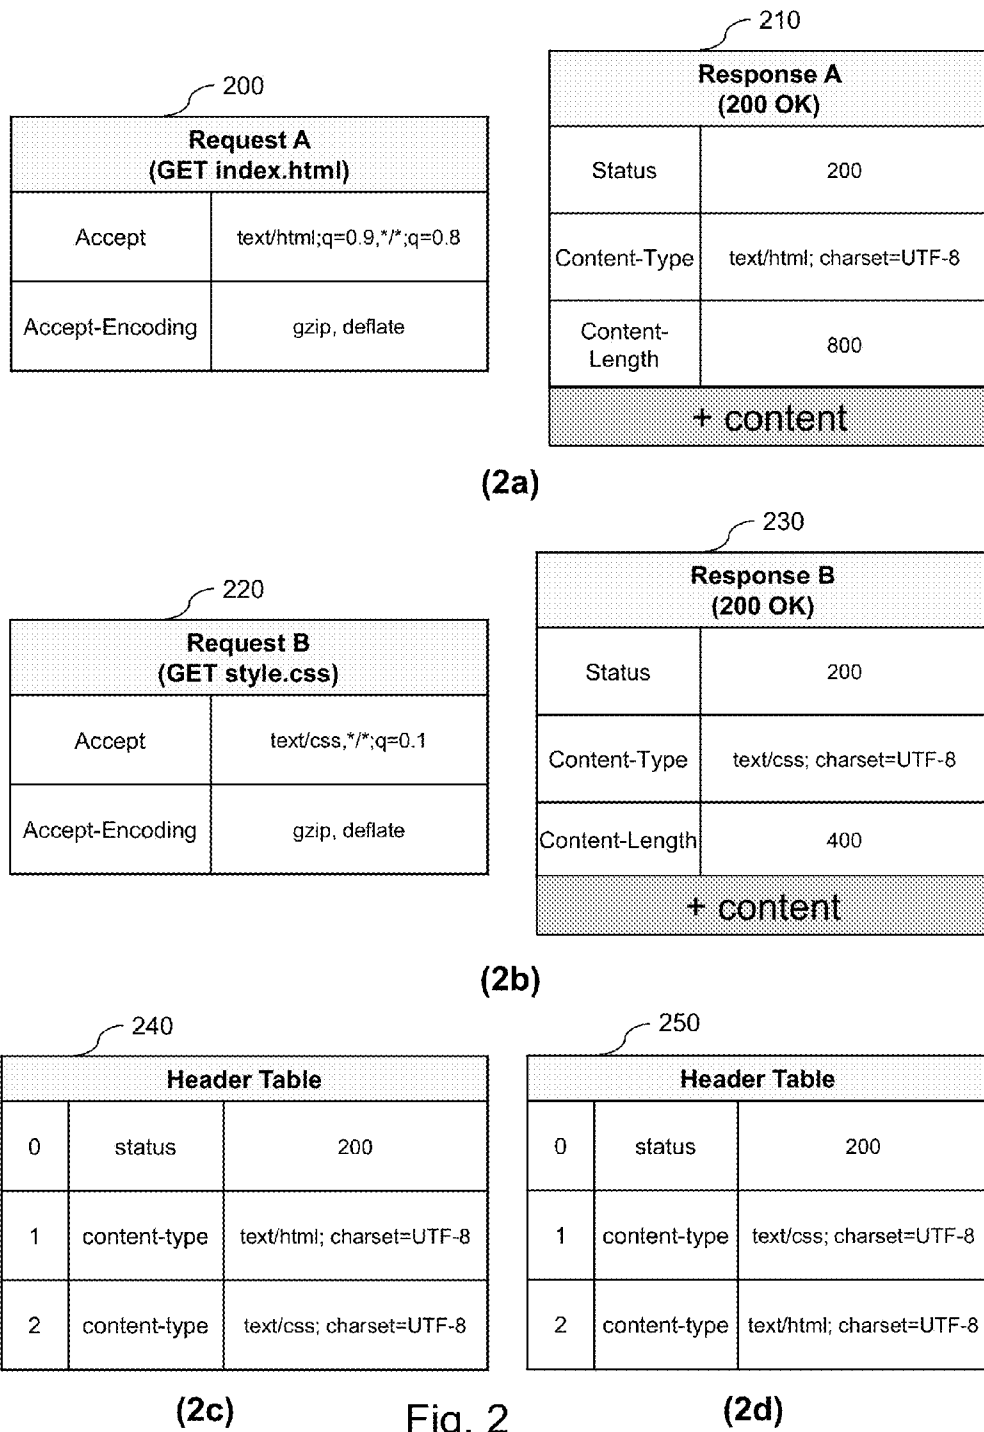 200
Request A
(GET index.html)
Accept
text/html;q=0.9,*/*;q=0.8
Accept-Encoding
gzip, deflate
210
Response A
(200 OK)
Status
200
Content-Type
text/html; charset=UTF-8
Content-
Length
800
+ content
(2a)
220
Request B
(GET style.css)
Accept
text/css,*/*;q=0.1
Accept-Encoding
gzip, deflate
230
Response B
(200 OK)
Status
200
Content-Type
text/css; charset=UTF-8
Content-Length
400
+ content
(2b)
240
Header Table
0
status
200
1
content-type
text/html; charset=UTF-8
2
content-type
text/css; charset=UTF-8
(2c)
250
Header Table
0
status
200
1
content-type
text/css; charset=UTF-8
2
content-type
text/html; charset=UTF-8
(2d)
Fig. 2